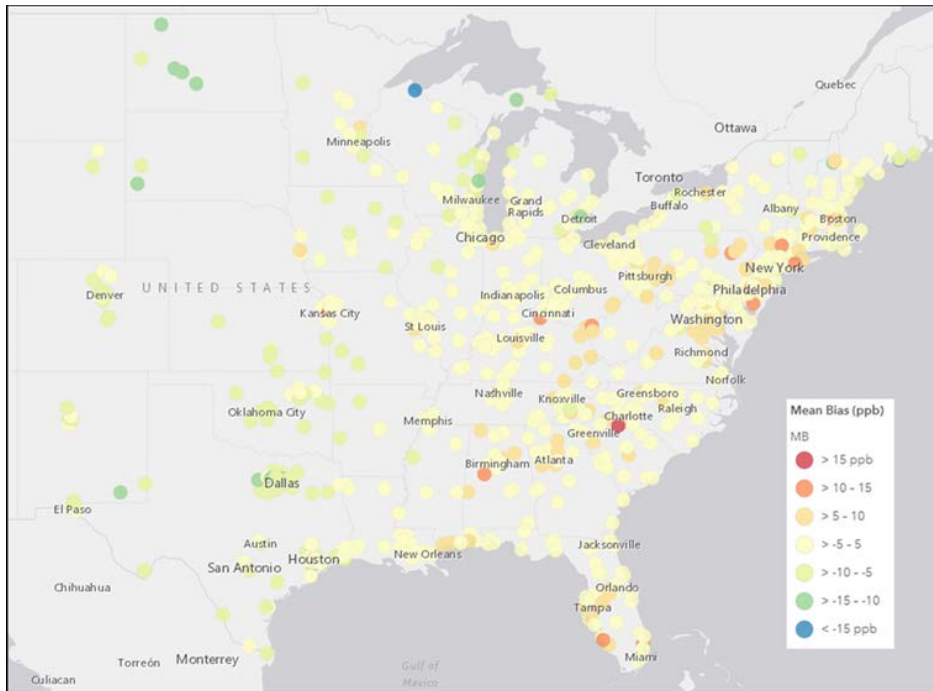 Quebec
Ottawa
Minneapolis
Toronto
Rochester
Milwaukee
Grand
Rapids
Buffalo
Albany
Boston
Detroit
Providence
Chicago
Cleveland
New York
Pittsburgh
Denver
UNITED STATES
Indianapolis
Columbus
Philadelphia
Kansas City
Cincinnati
St Louis
Washington
Louisville
Richmond
Norfolk
Nashville
Knoxville
Greensboro
Oklahoma City
Memphis
Charlotte
Raleigh
Greenville
Birmingham
Atlanta
Dallas
El Paso
Austin
Jacksonville
New Orleans
Houston
San Antonio
Chihuahua
Orlando
Tampa
Torreón
Monterrey
Miami
Gulf of
Mexico
Culiacan
Mean Bias (ppb)
MB
> 15 ppb
> 10 - 15
> 5 - 10
> -5 - 5
> -10 - -5
> -15 - -10
< -15 ppb